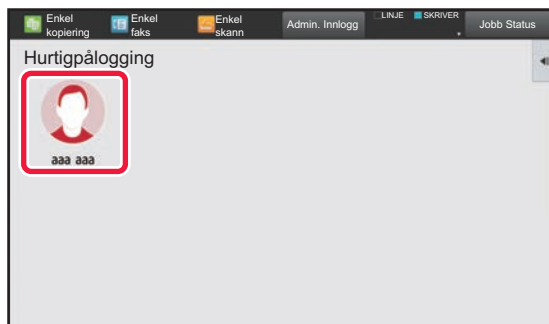 Enkel
kopiering
Enkel
faks
Enkel
skann
Admin. Innlogg
LINJE
SKRIVER
Jobb Status
Hurtigpålogging
aaa aaa